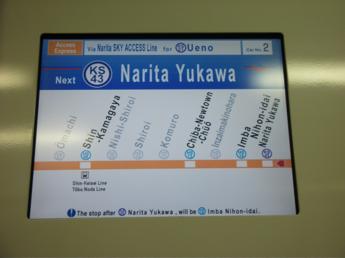 Access Express
Via Narita SKY ACCESS Line for Ueno
Car No. 2
Next KS 43 Narita Yukawa
Omachi
Shin-Kamagaya
Nishi-Shiroi
Shiroi
Komuro
Chiba-Newtown-Chuō
Inzaimakinohara
Imba Nihon-idai
Narita Yukawa
Shin-Keisei Line
Tōbu Noda Line
The stop after Narita Yukawa , will be Imba Nihon-idai.